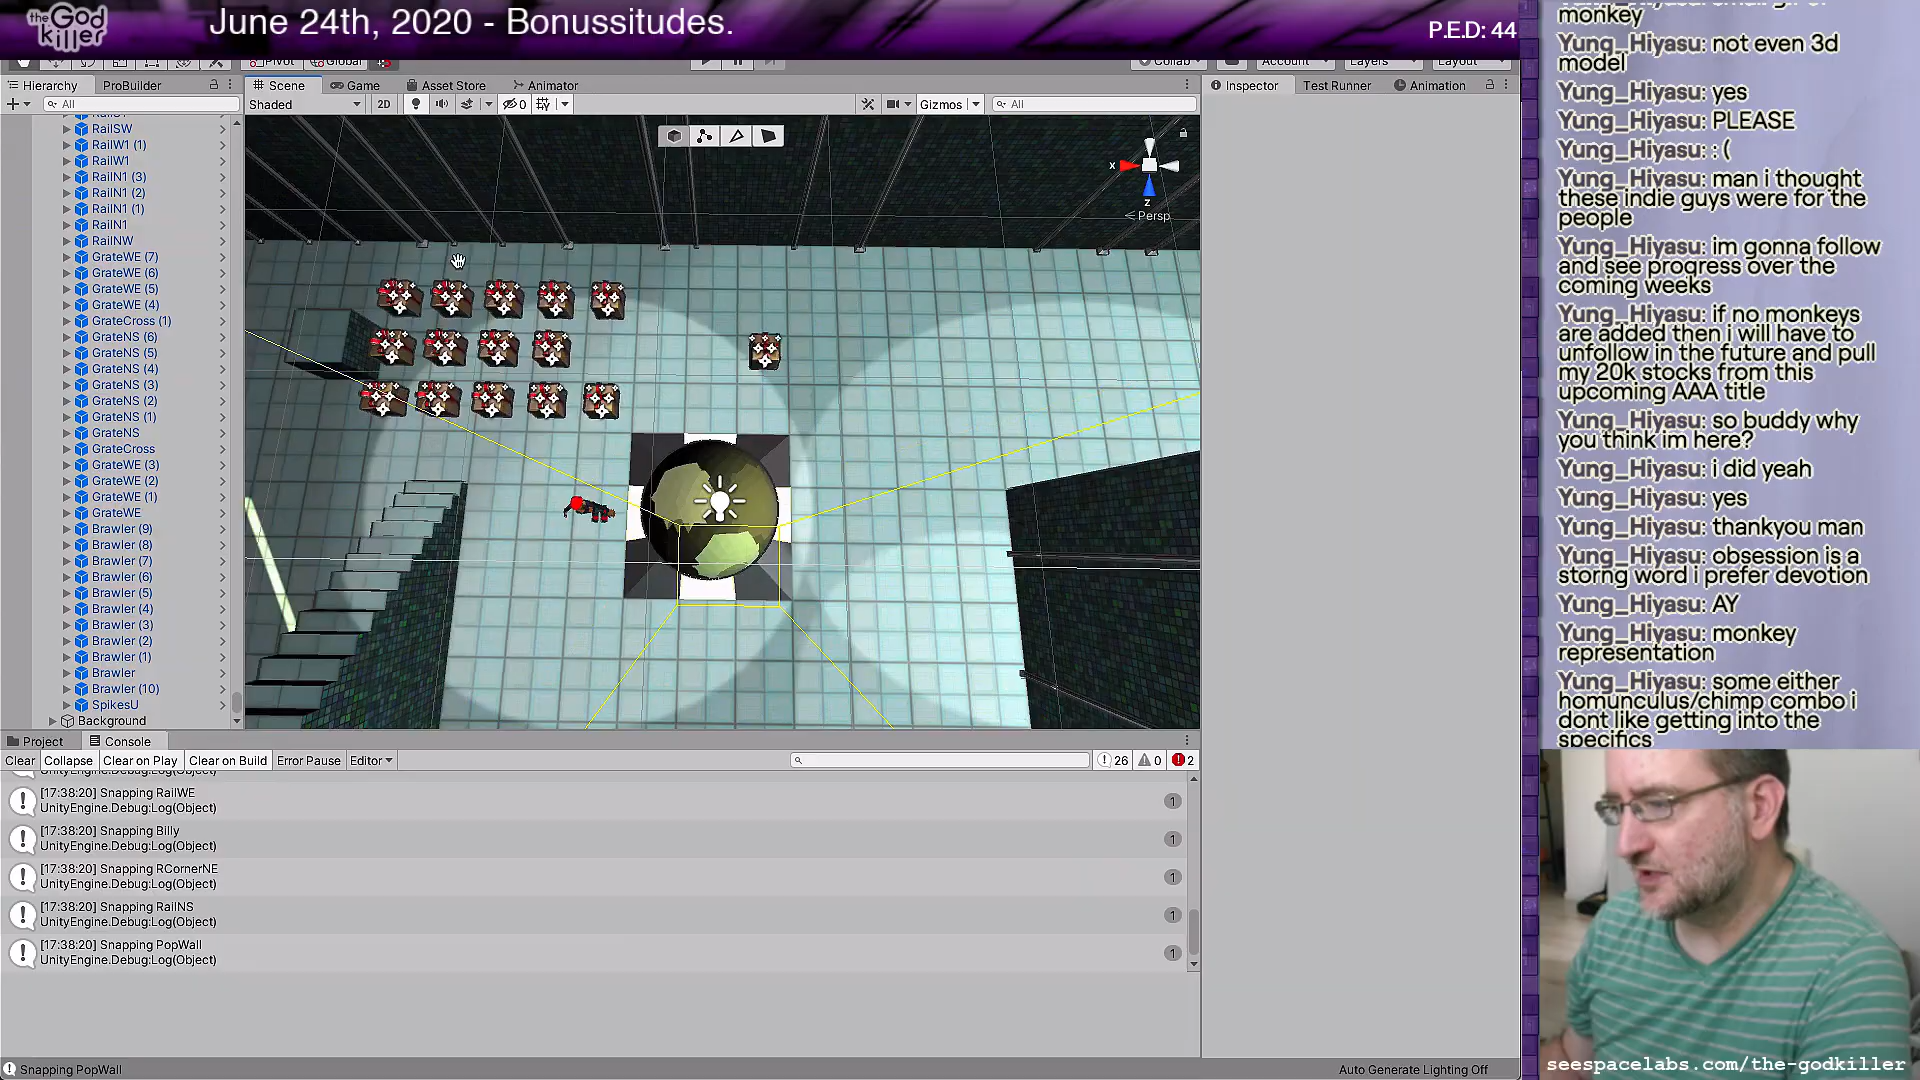 the God killer
June 24th, 2020 - Bonussitudes.
P.E.D: 44
Pivot
Global
Collab
Account
Layers
Layout
Hierarchy
ProBuilder
Scene
Game
Asset Store
Animator
Inspector
Test Runner
Animation
All
Shaded
2D
0
Gizmos
All
RailSW
RailW1 (1)
RailW1
RailN1 (3)
RailN1 (2)
RailN1 (1)
RailN1
RailNW
GrateWE (7)
GrateWE (6)
GrateWE (5)
GrateWE (4)
GrateCross (1)
GrateNS (6)
GrateNS (5)
GrateNS (4)
GrateNS (3)
GrateNS (2)
GrateNS (1)
GrateNS
GrateCross
GrateWE (3)
GrateWE (2)
GrateWE (1)
GrateWE
Brawler (9)
Brawler (8)
Brawler (7)
Brawler (6)
Brawler (5)
Brawler (4)
Brawler (3)
Brawler (2)
Brawler (1)
Brawler
Brawler (10)
SpikesU
Background
x
z
Persp
Project
Console
Clear
Collapse
Clear on Play
Clear on Build
Error Pause
Editor
26
0
2
UnityEngine.Debug:Log(Object)
[17:38:20] Snapping RailWE
UnityEngine.Debug:Log(Object)
1
[17:38:20] Snapping Billy
UnityEngine.Debug:Log(Object)
1
[17:38:20] Snapping RCornerNE
UnityEngine.Debug:Log(Object)
1
[17:38:20] Snapping RailNS
UnityEngine.Debug:Log(Object)
1
[17:38:20] Snapping PopWall
UnityEngine.Debug:Log(Object)
1
Snapping PopWall
Auto Generate Lighting Off
monkey
Yung_Hiyasu: not even 3d
model
Yung_Hiyasu: yes
Yung_Hiyasu: PLEASE
Yung_Hiyasu: : (
Yung_Hiyasu: man i thought
these indie guys were for the
people
Yung_Hiyasu: im gonna follow
and see progress over the
coming weeks
Yung_Hiyasu: if no monkeys
are added then i will have to
unfollow in the future and pull
my 20k stocks from this
upcoming AAA title
Yung_Hiyasu: so buddy why
you think im here?
Yung_Hiyasu: i did yeah
Yung_Hiyasu: yes
Yung_Hiyasu: thankyou man
Yung_Hiyasu: obsession is a
storng word i prefer devotion
Yung_Hiyasu: AY
Yung_Hiyasu: monkey
representation
Yung_Hiyasu: some either
homunculus/chimp combo i
dont like getting into the
specifics
seespacelabs.com/the-godkiller